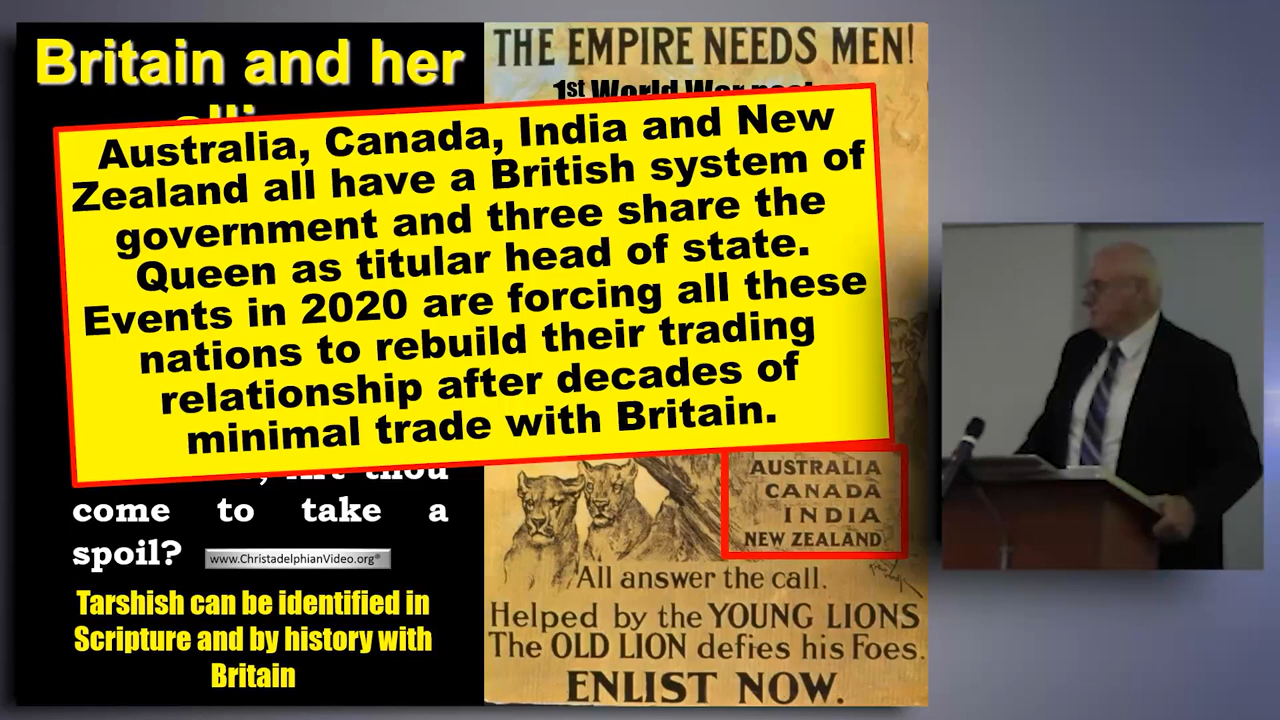 Britain and her
THE EMPIRE NEEDS MEN!
1st World War
Australia, Canada, India and New
Zealand all have a British system of
government and three share the
Queen as titular head of state.
Events in 2020 are forcing all these
nations to rebuild their trading
relationship after decades of
minimal trade with Britain.
thou
come to take a
spoil?
www.ChristadelphianVideo.org®
Tarshish can be identified in
Scripture and by history with
Britain
AUSTRALIA
CANADA
INDIA
NEW ZEALAND
All answer the call.
Helped by the YOUNG LIONS
The OLD LION defies his Foes.
ENLIST NOW.